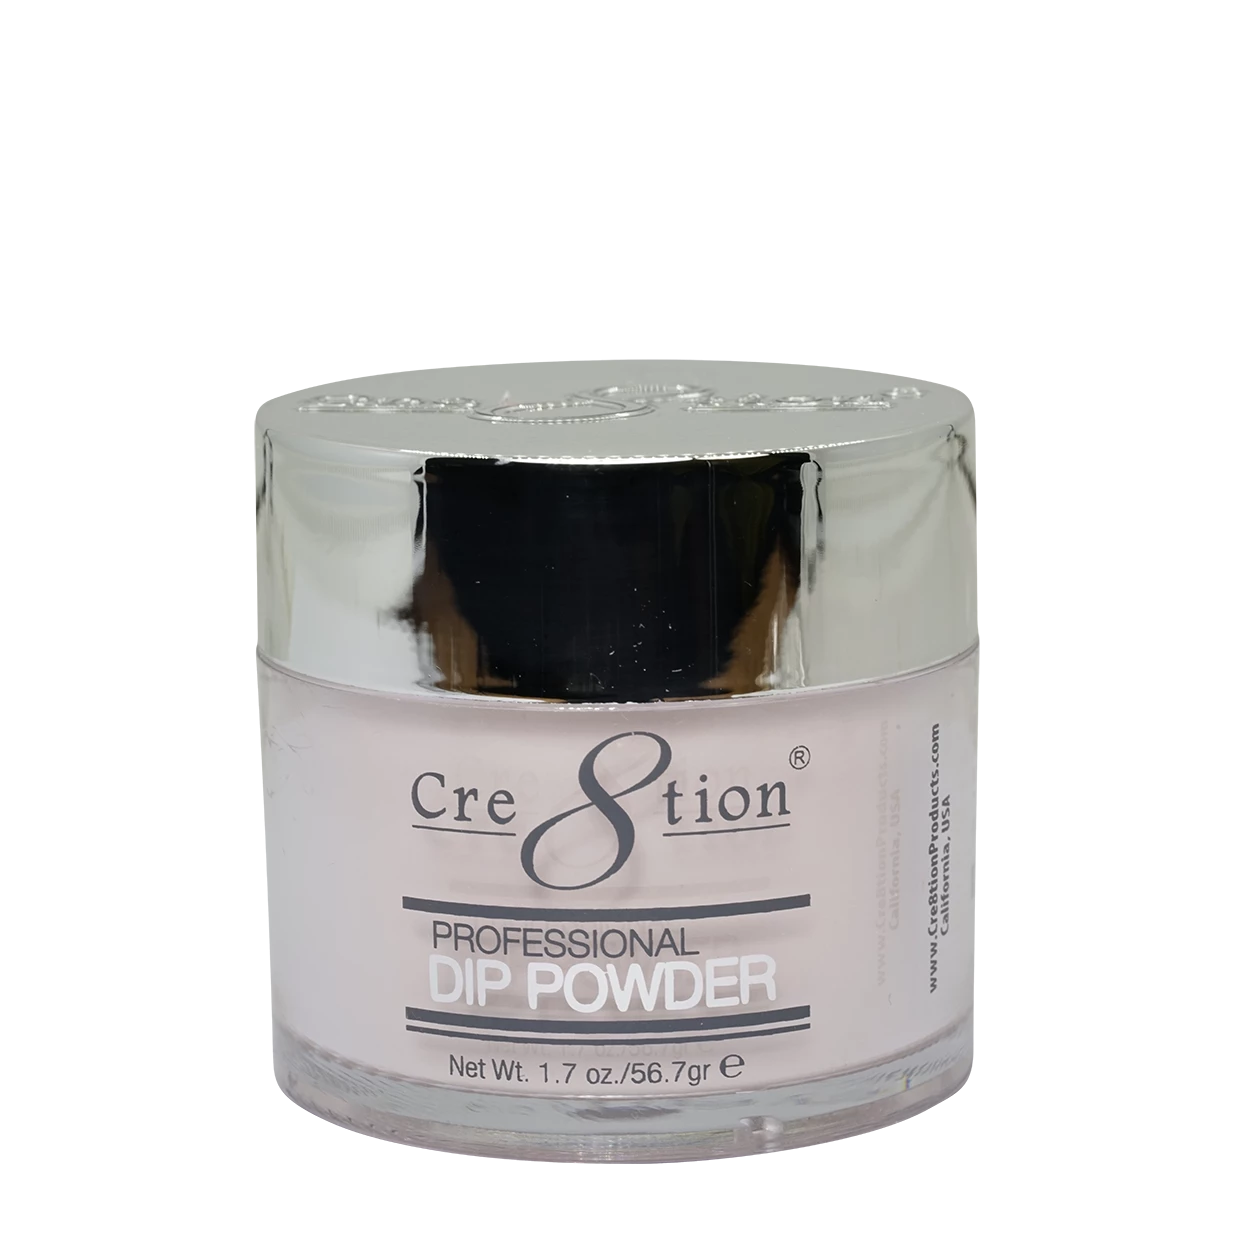 Cre8tion®
PROFESSIONAL
DIP POWDER
Net Wt. 1.7 oz./56.7gr ℮
www.Cre8tionProducts.com
California, USA